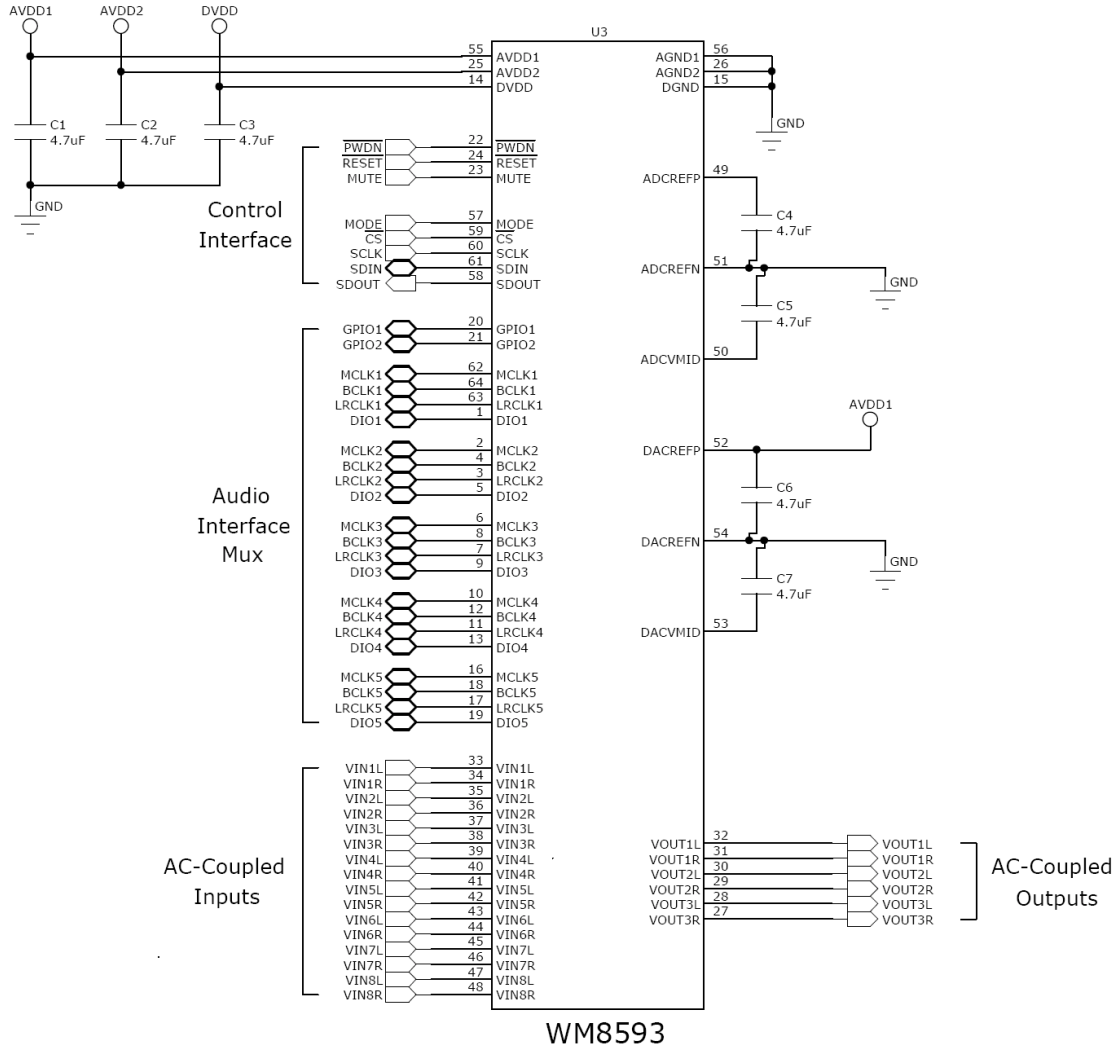 AVDD1 AVDD2 DVDD
U3
55 AVDD1 AGND1 56
25 AVDD2 AGND2 26
14 DVDD DGND 15
GND
C1 C2 C3
4.7uF 4.7uF 4.7uF
GND
Control
Interface
PWDN 22 PWDN
RESET 24 RESET
MUTE 23 MUTE
MODE 57 MODE
CS 59 CS
SCLK 60 SCLK
SDIN 61 SDIN
SDOUT 58 SDOUT
ADCREFP 49
C4
4.7uF
ADCREFN 51
GND
C5
4.7uF
ADCVMID 50
Audio
Interface
Mux
GPIO1 20 GPIO1
GPIO2 21 GPIO2
MCLK1 62 MCLK1
BCLK1 64 BCLK1
LRCLK1 63 LRCLK1
DIO1 1 DIO1
MCLK2 2 MCLK2
BCLK2 4 BCLK2
LRCLK2 3 LRCLK2
DIO2 5 DIO2
MCLK3 6 MCLK3
BCLK3 8 BCLK3
LRCLK3 7 LRCLK3
DIO3 9 DIO3
MCLK4 10 MCLK4
BCLK4 12 BCLK4
LRCLK4 11 LRCLK4
DIO4 13 DIO4
MCLK5 16 MCLK5
BCLK5 18 BCLK5
LRCLK5 17 LRCLK5
DIO5 19 DIO5
AVDD1
DACREFP 52
C6
4.7uF
DACREFN 54
GND
C7
4.7uF
DACVMID 53
AC-Coupled
Inputs
VIN1L 33 VIN1L
VIN1R 34 VIN1R
VIN2L 35 VIN2L
VIN2R 36 VIN2R
VIN3L 37 VIN3L
VIN3R 38 VIN3R
VIN4L 39 VIN4L
VIN4R 40 VIN4R
VIN5L 41 VIN5L
VIN5R 42 VIN5R
VIN6L 43 VIN6L
VIN6R 44 VIN6R
VIN7L 45 VIN7L
VIN7R 46 VIN7R
VIN8L 47 VIN8L
VIN8R 48 VIN8R
VOUT1L 32 VOUT1L
VOUT1R 31 VOUT1R
VOUT2L 30 VOUT2L
VOUT2R 29 VOUT2R
VOUT3L 28 VOUT3L
VOUT3R 27 VOUT3R
AC-Coupled
Outputs
WM8593